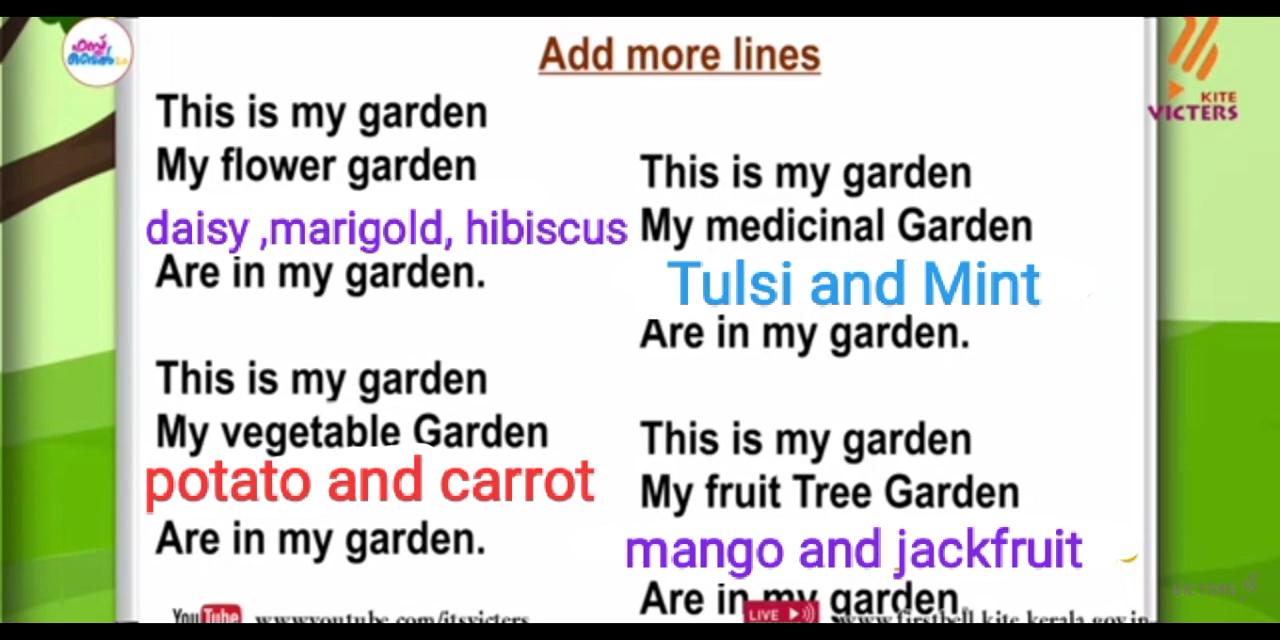 Add more lines
This is my garden
My flower garden
daisy ,marigold, hibiscus
Are in my garden.
This is my garden
My vegetable Garden
potato and carrot
Are in my garden.
This is my garden
My medicinal Garden
Tulsi and Mint
Are in my garden.
This is my garden
My fruit Tree Garden
mango and jackfruit
Are in my garden
KITE
VICTERS
YouTube www.youtube.com/itsvicters
LIVE www.firstbell.kite.kerala.gov.in
VICTERS